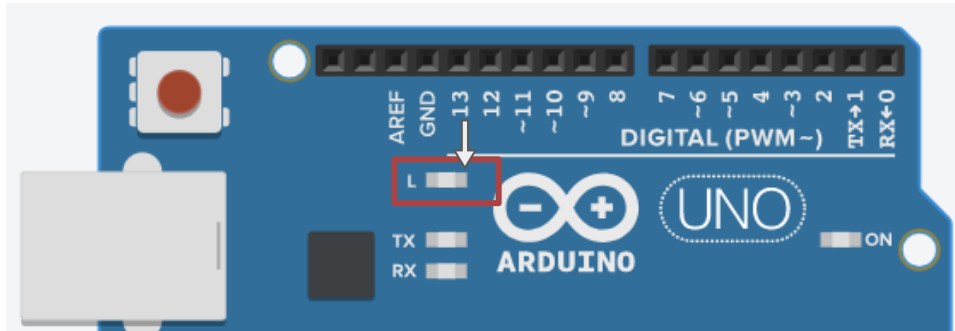 AREF
GND
13
12
~11
~10
~9
8
7
~6
~5
4
~3
2
TX→1
RX←0
DIGITAL (PWM~)
L
UNO
TX
ON
RX
ARDUINO